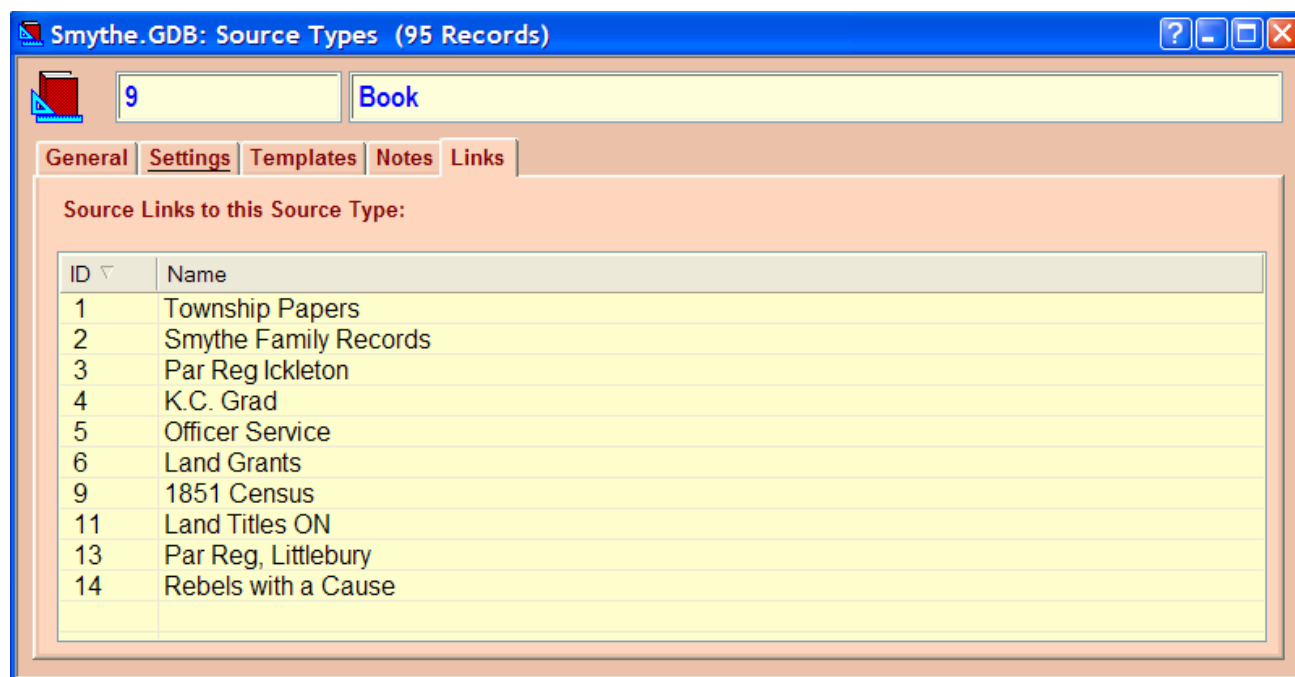 Smythe.GDB: Source Types (95 Records) ?
9 Book
General Settings Templates Notes Links
Source Links to this Source Type:
ID Name
1 Township Papers
2 Smythe Family Records
3 Par Reg Ickleton
4 K.C. Grad
5 Officer Service
6 Land Grants
9 1851 Census
11 Land Titles ON
13 Par Reg, Littlebury
14 Rebels with a Cause